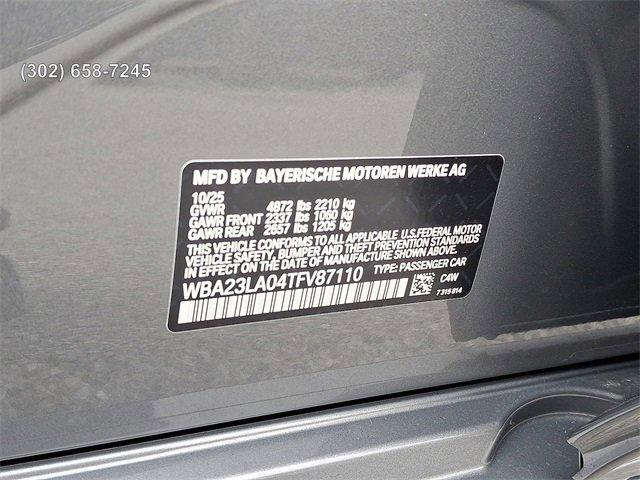 (302) 658-7245
MFD BY BAYERISCHE MOTOREN WERKE AG
10/25
GVWR 4872 lbs 2210 kg
GAWR FRONT 2337 lbs 1060 kg
GAWR REAR 2657 lbs 1205 kg
THIS VEHICLE CONFORMS TO APPLICABLE U.S.FEDERAL MOTOR
VEHICLE SAFETY, BUMPER AND THEFT PREVENTION STANDARDS
IN EFFECT ON THE DATE OF MANUFACTURE SHOWN ABOVE.
WBA23LA04TFV87110 TYPE: PASSENGER CAR
C4W
7 315 814